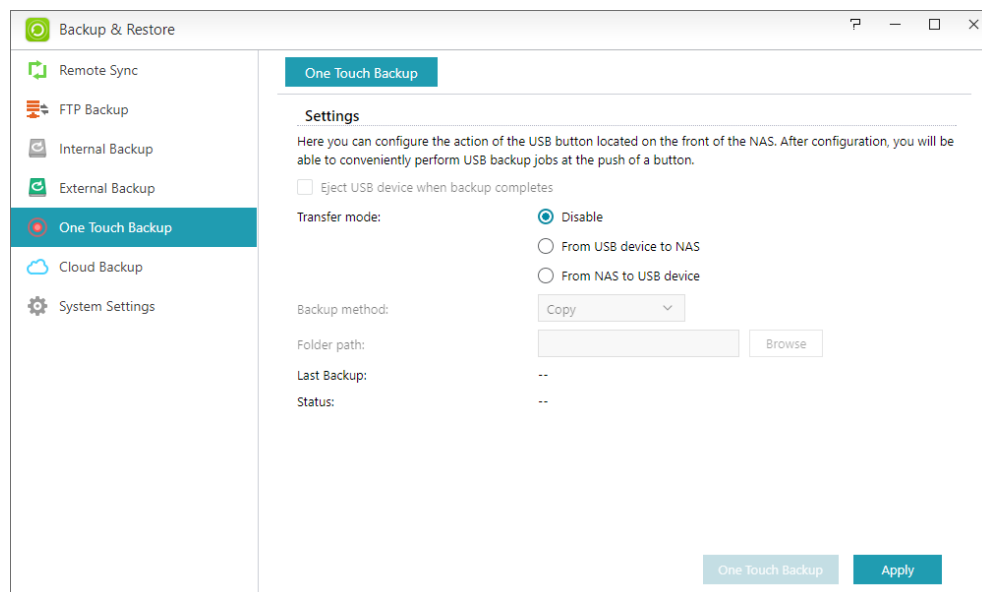 Backup & Restore
Remote Sync
FTP Backup
Internal Backup
External Backup
One Touch Backup
Cloud Backup
System Settings
One Touch Backup
Settings
Here you can configure the action of the USB button located on the front of the NAS. After configuration, you will be
able to conveniently perform USB backup jobs at the push of a button.
Eject USB device when backup completes
Transfer mode:
Disable
From USB device to NAS
From NAS to USB device
Backup method:
Copy
Folder path:
Browse
Last Backup:
--
Status:
--
One Touch Backup
Apply